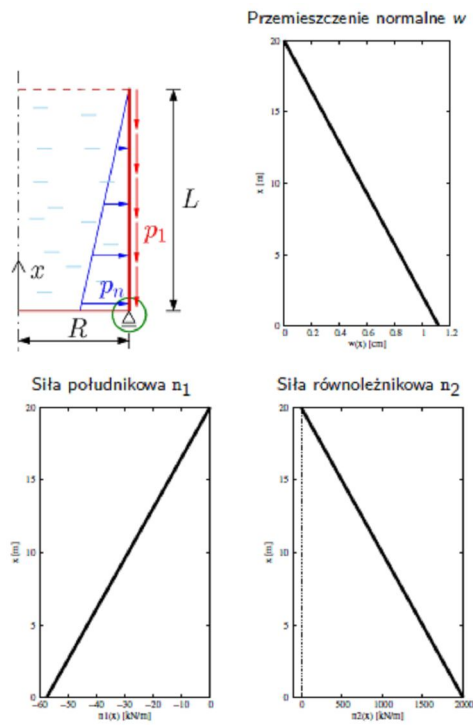 Przemieszczenie normalne w
20
15
10
5
0
x [m]
0
0.2
0.4
0.6
0.8
1
1.2
w(x) [cm]
L
p1
x
pn
R
Siła południkowa n1
20
15
10
5
0
x [m]
−60
−50
−40
−30
−20
−10
0
n1(x) [kN/m]
Siła równoleżnikowa n2
20
15
10
5
0
x [m]
0
500
1000
1500
2000
n2(x) [kN/m]